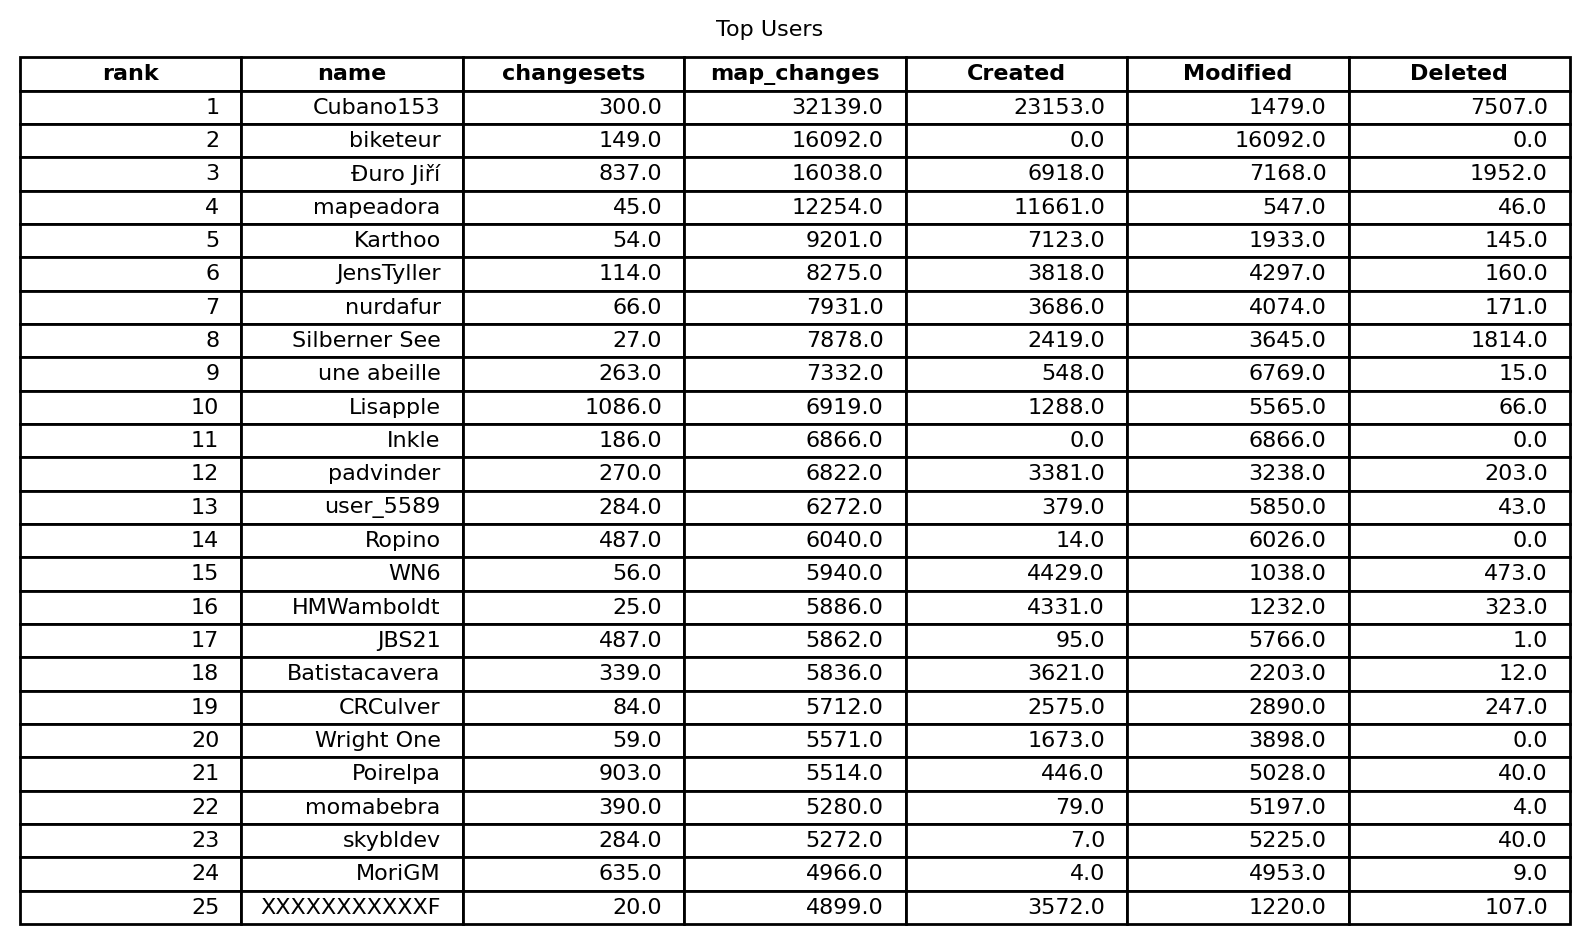 Top Users
rank name changesets map_changes Created Modified Deleted
1 Cubano153 300.0 32139.0 23153.0 1479.0 7507.0
2 biketeur 149.0 16092.0 0.0 16092.0 0.0
3 Đuro Jiří 837.0 16038.0 6918.0 7168.0 1952.0
4 mapeadora 45.0 12254.0 11661.0 547.0 46.0
5 Karthoo 54.0 9201.0 7123.0 1933.0 145.0
6 JensTyller 114.0 8275.0 3818.0 4297.0 160.0
7 nurdafur 66.0 7931.0 3686.0 4074.0 171.0
8 Silberner See 27.0 7878.0 2419.0 3645.0 1814.0
9 une abeille 263.0 7332.0 548.0 6769.0 15.0
10 Lisapple 1086.0 6919.0 1288.0 5565.0 66.0
11 Inkle 186.0 6866.0 0.0 6866.0 0.0
12 padvinder 270.0 6822.0 3381.0 3238.0 203.0
13 user_5589 284.0 6272.0 379.0 5850.0 43.0
14 Ropino 487.0 6040.0 14.0 6026.0 0.0
15 WN6 56.0 5940.0 4429.0 1038.0 473.0
16 HMWamboldt 25.0 5886.0 4331.0 1232.0 323.0
17 JBS21 487.0 5862.0 95.0 5766.0 1.0
18 Batistacavera 339.0 5836.0 3621.0 2203.0 12.0
19 CRCulver 84.0 5712.0 2575.0 2890.0 247.0
20 Wright One 59.0 5571.0 1673.0 3898.0 0.0
21 Poirelpa 903.0 5514.0 446.0 5028.0 40.0
22 momabebra 390.0 5280.0 79.0 5197.0 4.0
23 skybldev 284.0 5272.0 7.0 5225.0 40.0
24 MoriGM 635.0 4966.0 4.0 4953.0 9.0
25 XXXXXXXXXXXF 20.0 4899.0 3572.0 1220.0 107.0